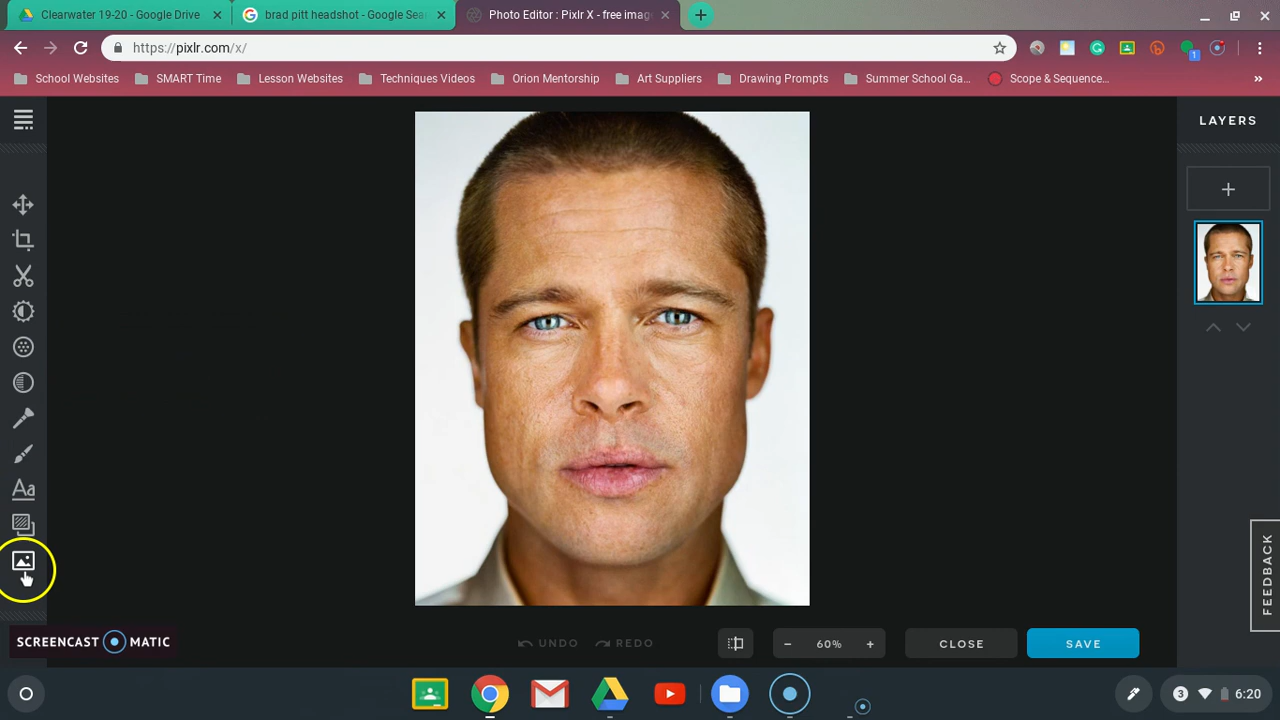 Clearwater 19-20 - Google Drive
brad pitt headshot - Google Sea
Photo Editor : Pixlr X - free imag
https://pixlr.com/x/
1
School Websites
SMART Time
Lesson Websites
Techniques Videos
Orion Mentorship
Art Suppliers
Drawing Prompts
Summer School Ga...
Scope & Sequence...
»
LAYERS
Aa
FEEDBACK
SCREENCAST MATIC
UNDO
REDO
60%
CLOSE
SAVE
3
6:20